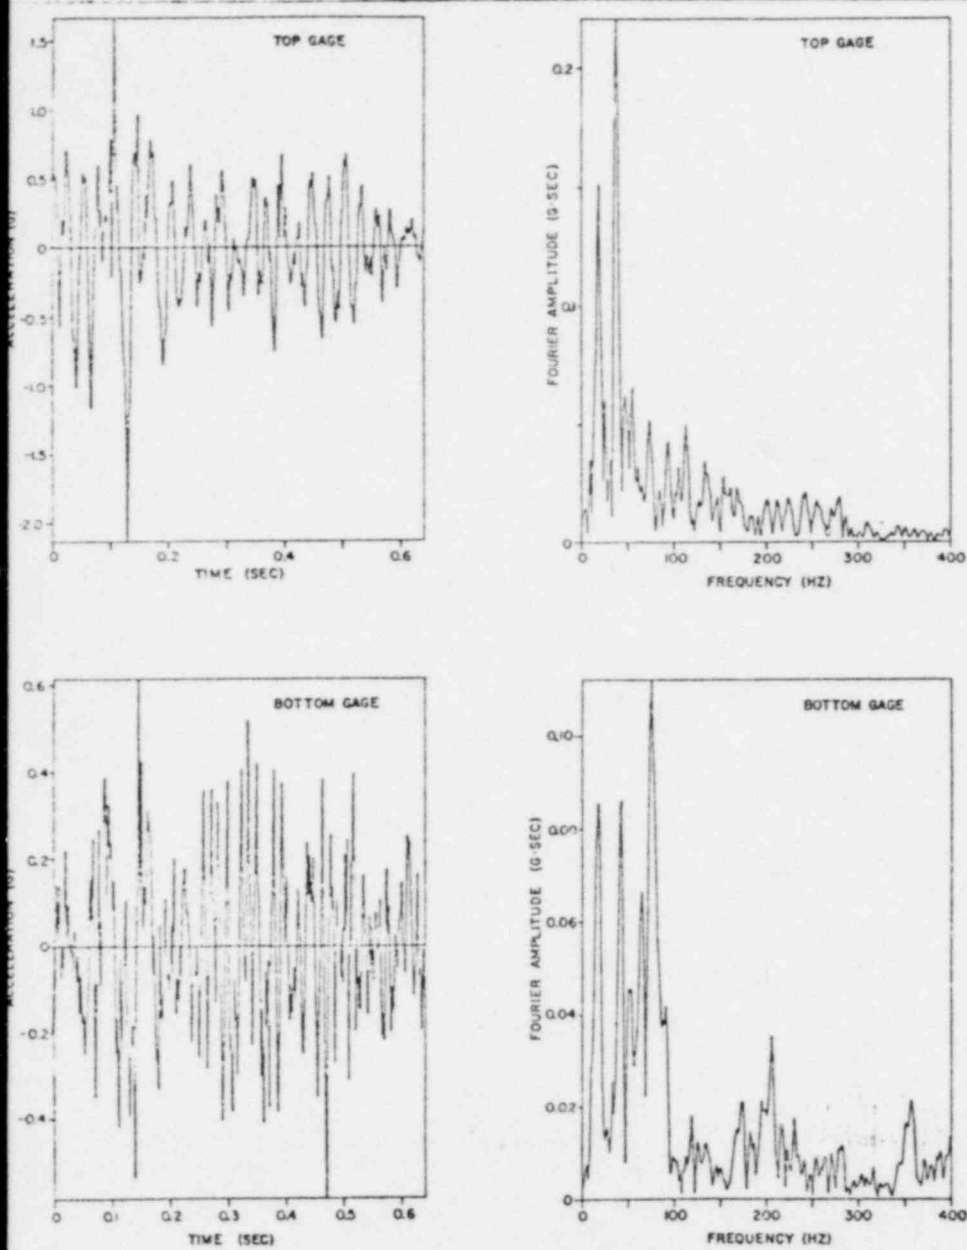 TOP GAGE
1.5
1.0
0.5
0
-0.5
-1.0
-1.5
-2.0
0 0.2 0.4 0.6
TIME (SEC)
TOP GAGE
0.2
0
FOURIER AMPLITUDE (G-SEC)
0 100 200 300 400
FREQUENCY (HZ)
BOTTOM GAGE
0.6
0.4
0.2
0
-0.2
-0.4
ACCELERATION (G)
0 0.1 0.2 0.3 0.4 0.5 0.6
TIME (SEC)
BOTTOM GAGE
0.10
0.06
0.04
0.02
0
FOURIER AMPLITUDE (G-SEC)
0 100 200 300 400
FREQUENCY (HZ)